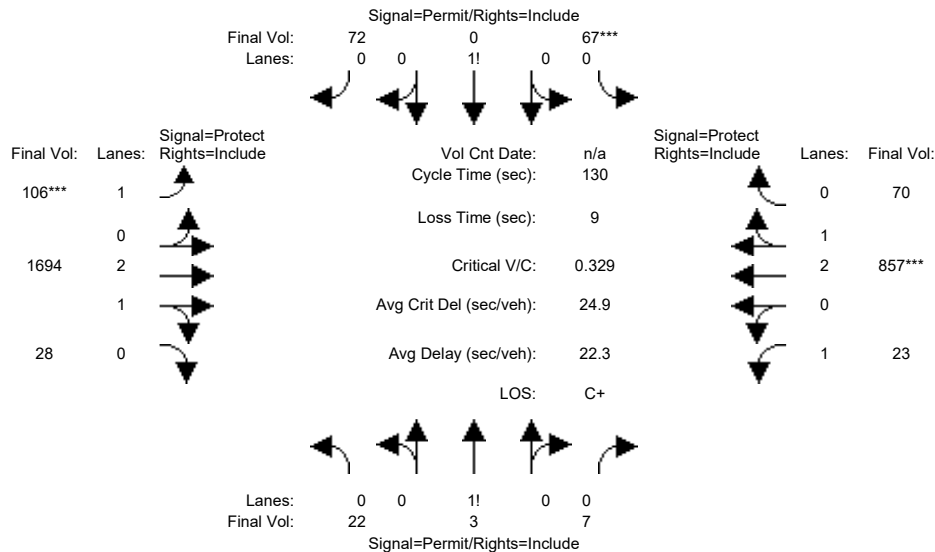 Signal=Permit/Rights=Include
Final Vol: 72 0 67***
Lanes: 0 0 1! 0 0
Signal=Protect Signal=Protect
Final Vol: Lanes: Rights=Include Vol Cnt Date: n/a Rights=Include Lanes: Final Vol:
Cycle Time (sec): 130
106*** 1 0 70
Loss Time (sec): 9
0 1
1694 2 Critical V/C: 0.329 2 857***
1 Avg Crit Del (sec/veh): 24.9 0
28 0 Avg Delay (sec/veh): 22.3 1 23
LOS: C+
Lanes: 0 0 1! 0 0
Final Vol: 22 3 7
Signal=Permit/Rights=Include